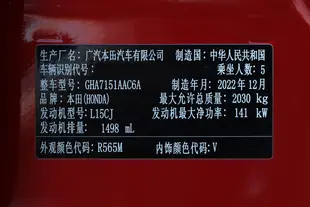 生产厂名：广汽本田汽车有限公司 制造国：中华人民共和国
车辆识别代号： 乘坐人数：5
整车型号：GHA7151AAC6A 制造年月：2022年12月
品牌：本田(HONDA) 最大允许总质量：2030 kg
发动机型号：L15CJ 发动机最大净功率：141 kW
发动机排量：1498 mL
外观颜色代码：R565M 内饰颜色代码：V